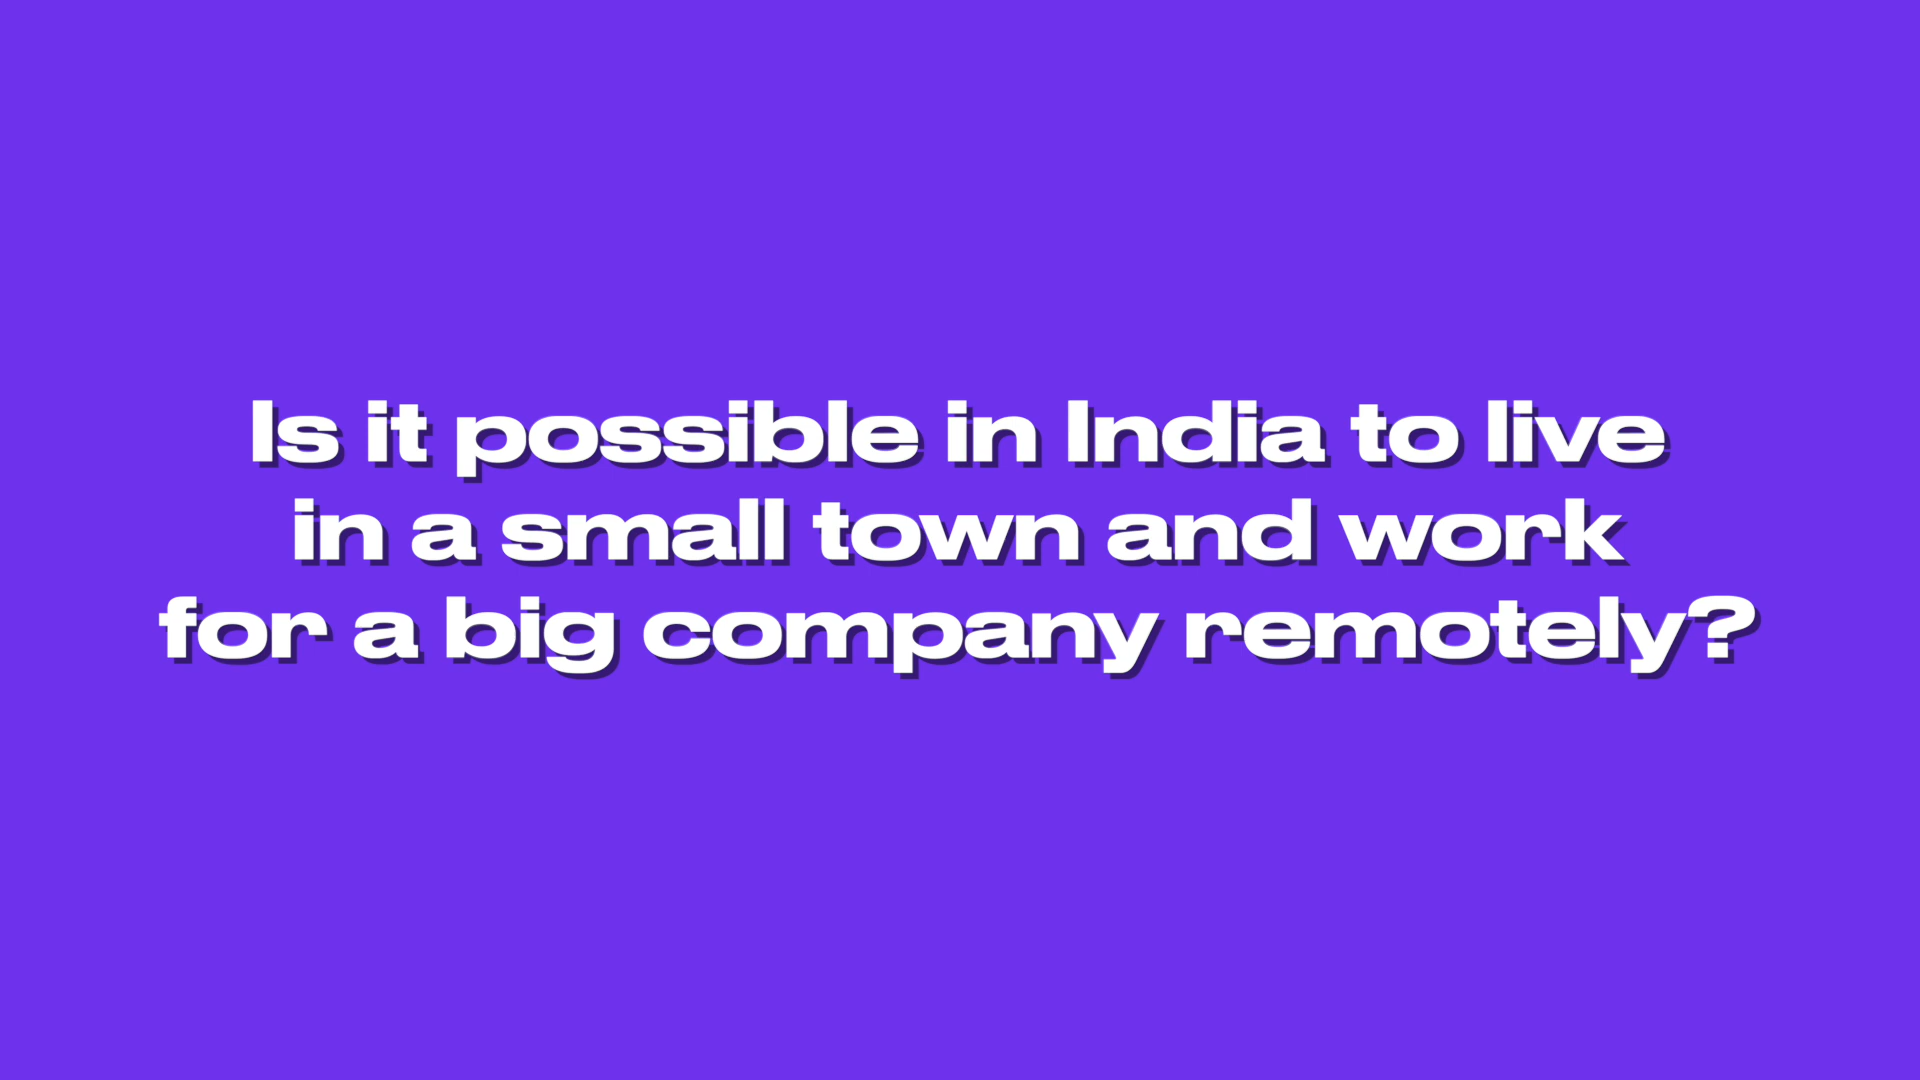 Is it possible in India to live
in a small town and work
for a big company remotely?